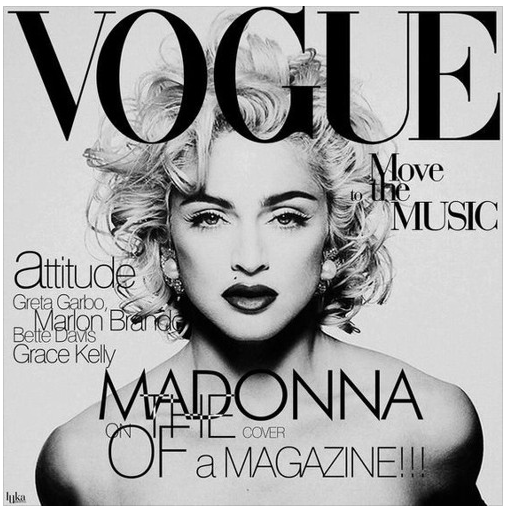 VOGUE
Move
to the
MUSIC
attitude
Greta Garbo,
Marlon Brando
Bette Davis
Grace Kelly
MADONNA
ON THE COVER
OF a MAGAZINE!!!
luka